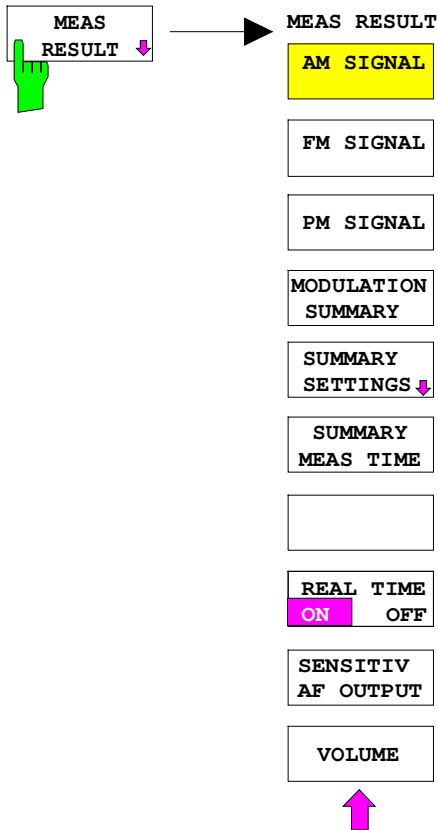 MEAS
RESULT
MEAS RESULT
AM SIGNAL
FM SIGNAL
PM SIGNAL
MODULATION
SUMMARY
SUMMARY
SETTINGS
SUMMARY
MEAS TIME
REAL TIME
ON OFF
SENSITIV
AF OUTPUT
VOLUME